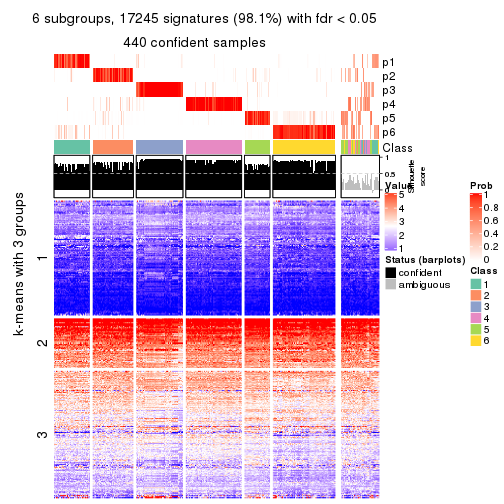 6 subgroups, 17245 signatures (98.1%) with fdr < 0.05
440 confident samples
p1
p2
p3
p4
p5
p6
Class
1
0.5
0
Silhouette
score
k-means with 3 groups
1
2
3
Value
5
4
3
2
1
Status (barplots)
confident
ambiguous
Prob
1
0.8
0.6
0.4
0.2
0
Class
1
2
3
4
5
6